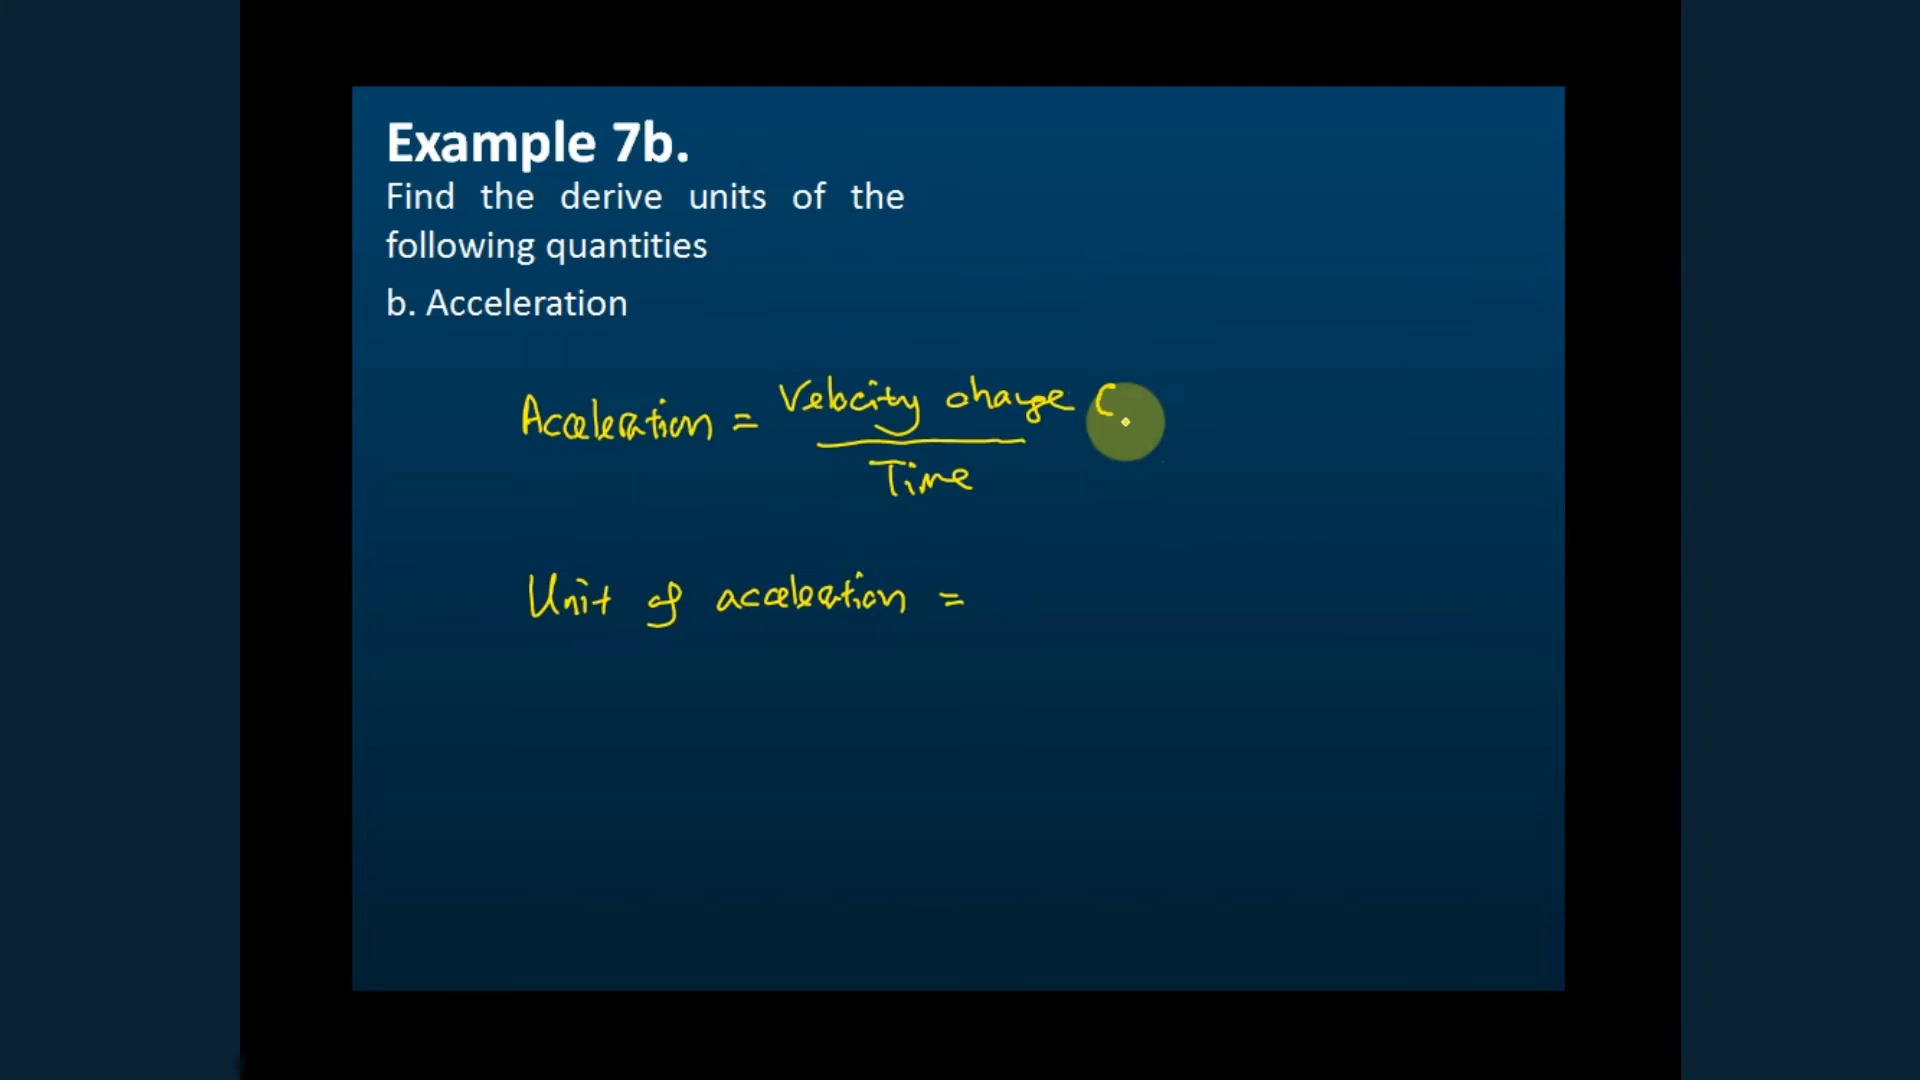 Example 7b.
Find the derive units of the
following quantities
b. Acceleration
Acceleration = Velocity change (
Time
Unit of acceleration =